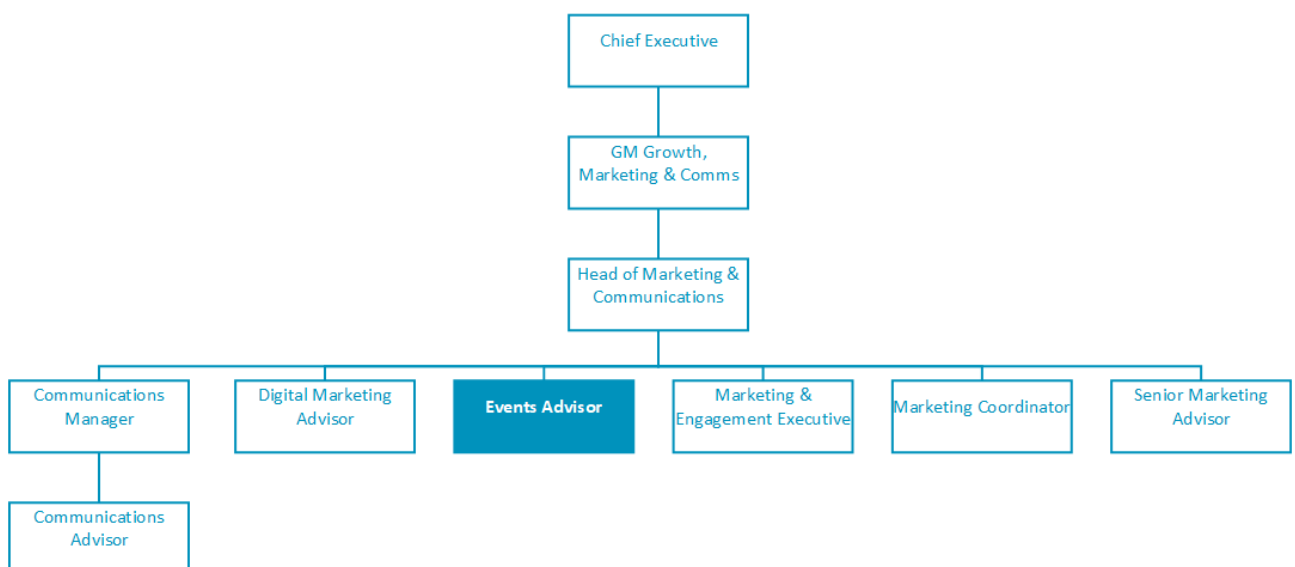 Chief Executive
GM Growth,
Marketing & Comms
Head of Marketing &
Communications
Communications
Manager
Digital Marketing
Advisor
Events Advisor
Marketing &
Engagement Executive
Marketing Coordinator
Senior Marketing
Advisor
Communications
Advisor